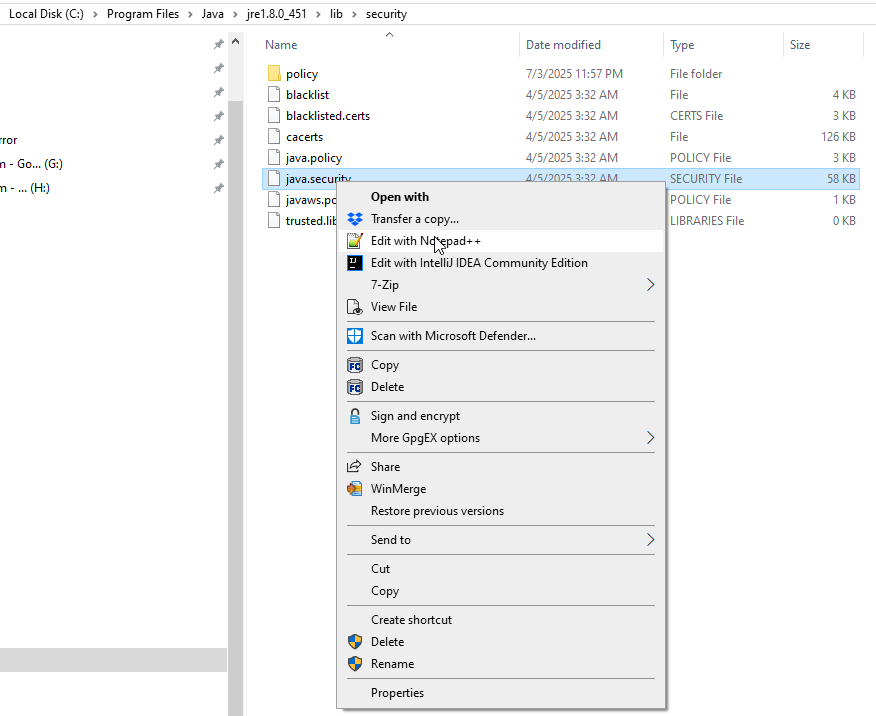 Local Disk (C:) > Program Files > Java > jre1.8.0_451 > lib > security
Name Date modified Type Size
policy 7/3/2025 11:57 PM File folder
blacklist 4/5/2025 3:32 AM File 4 KB
blacklisted.certs 4/5/2025 3:32 AM CERTS File 3 KB
rror
cacerts 4/5/2025 3:32 AM File 126 KB
m - Go... (G:)
java.policy 4/5/2025 3:32 AM POLICY File 3 KB
m - ... (H:)
java.security 4/5/2025 3:32 AM SECURITY File 58 KB
javaws.po POLICY File 1 KB
trusted.lib LIBRARIES File 0 KB
Open with
Transfer a copy...
Edit with Notepad++
Edit with IntelliJ IDEA Community Edition
7-Zip
View File
Scan with Microsoft Defender...
FC Copy
FC Delete
Sign and encrypt
More GpgEX options
Share
WinMerge
Restore previous versions
Send to
Cut
Copy
Create shortcut
Delete
Rename
Properties